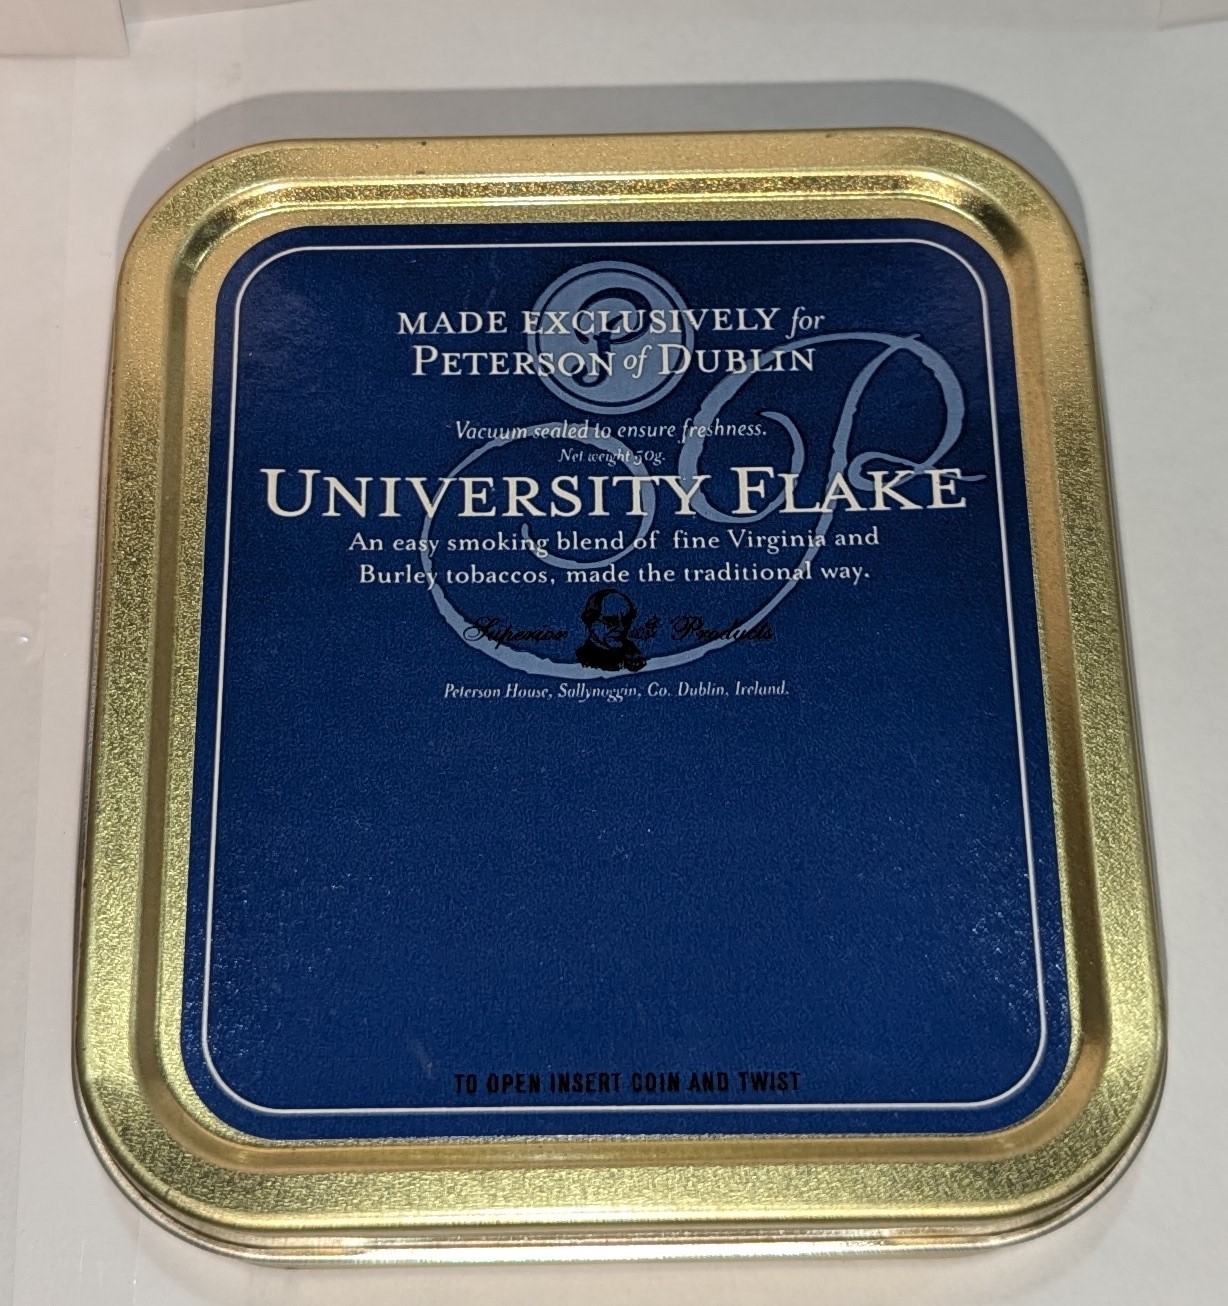 MADE EXCLUSIVELY for
PETERSON of DUBLIN
Vacuum sealed to ensure freshness.
Net weight 50g.
UNIVERSITY FLAKE
An easy smoking blend of fine Virginia and
Burley tobaccos, made the traditional way.
Superior Products
Peterson House, Sallynoggin, Co. Dublin, Ireland.
TO OPEN INSERT COIN AND TWIST